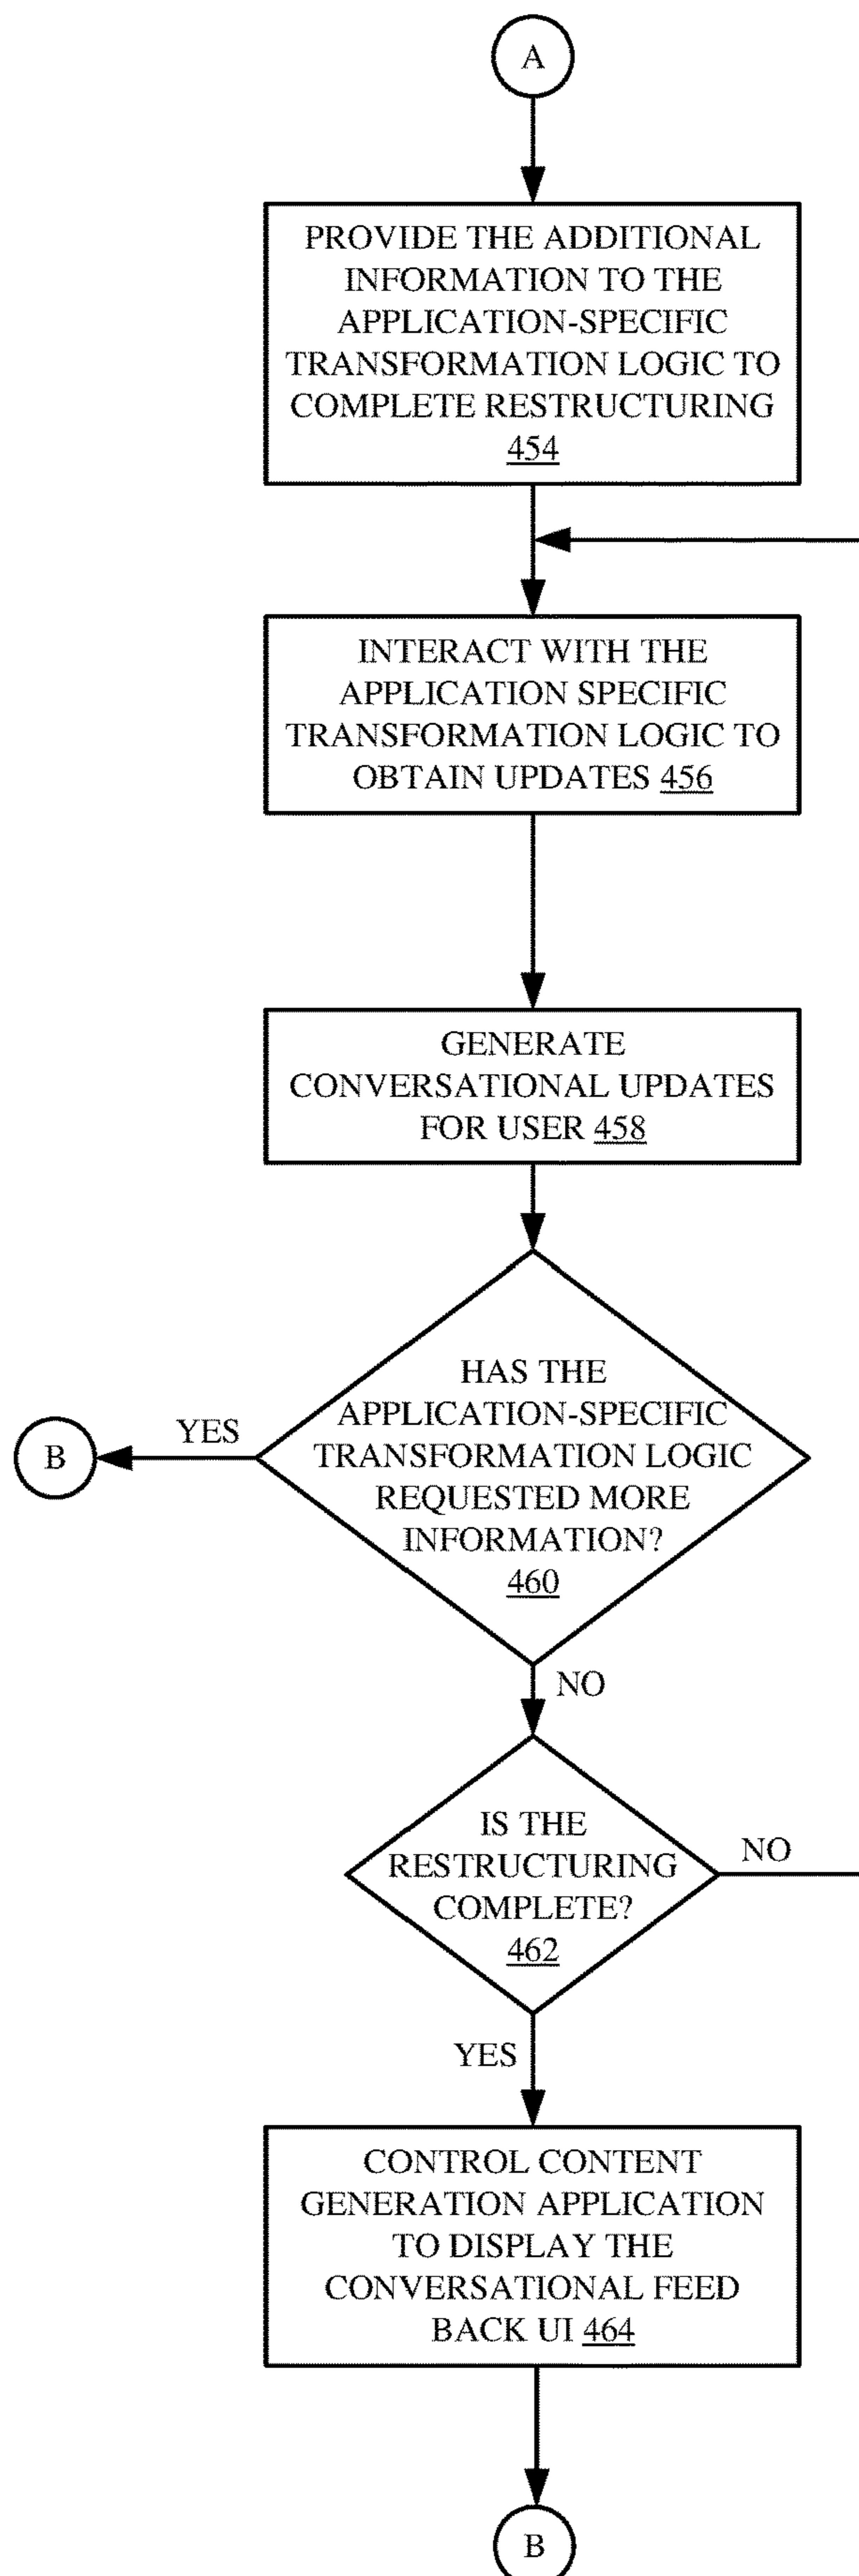 A
PROVIDE THE ADDITIONAL
INFORMATION TO THE
APPLICATION-SPECIFIC
TRANSFORMATION LOGIC TO
COMPLETE RESTRUCTURING
454
INTERACT WITH THE
APPLICATION SPECIFIC
TRANSFORMATION LOGIC TO
OBTAIN UPDATES 456
GENERATE
CONVERSATIONAL UPDATES
FOR USER 458
HAS THE
APPLICATION-SPECIFIC
TRANSFORMATION LOGIC
REQUESTED MORE
INFORMATION?
460
YES
B
NO
IS THE
RESTRUCTURING
COMPLETE?
462
NO
YES
CONTROL CONTENT
GENERATION APPLICATION
TO DISPLAY THE
CONVERSATIONAL FEED
BACK UI 464
B